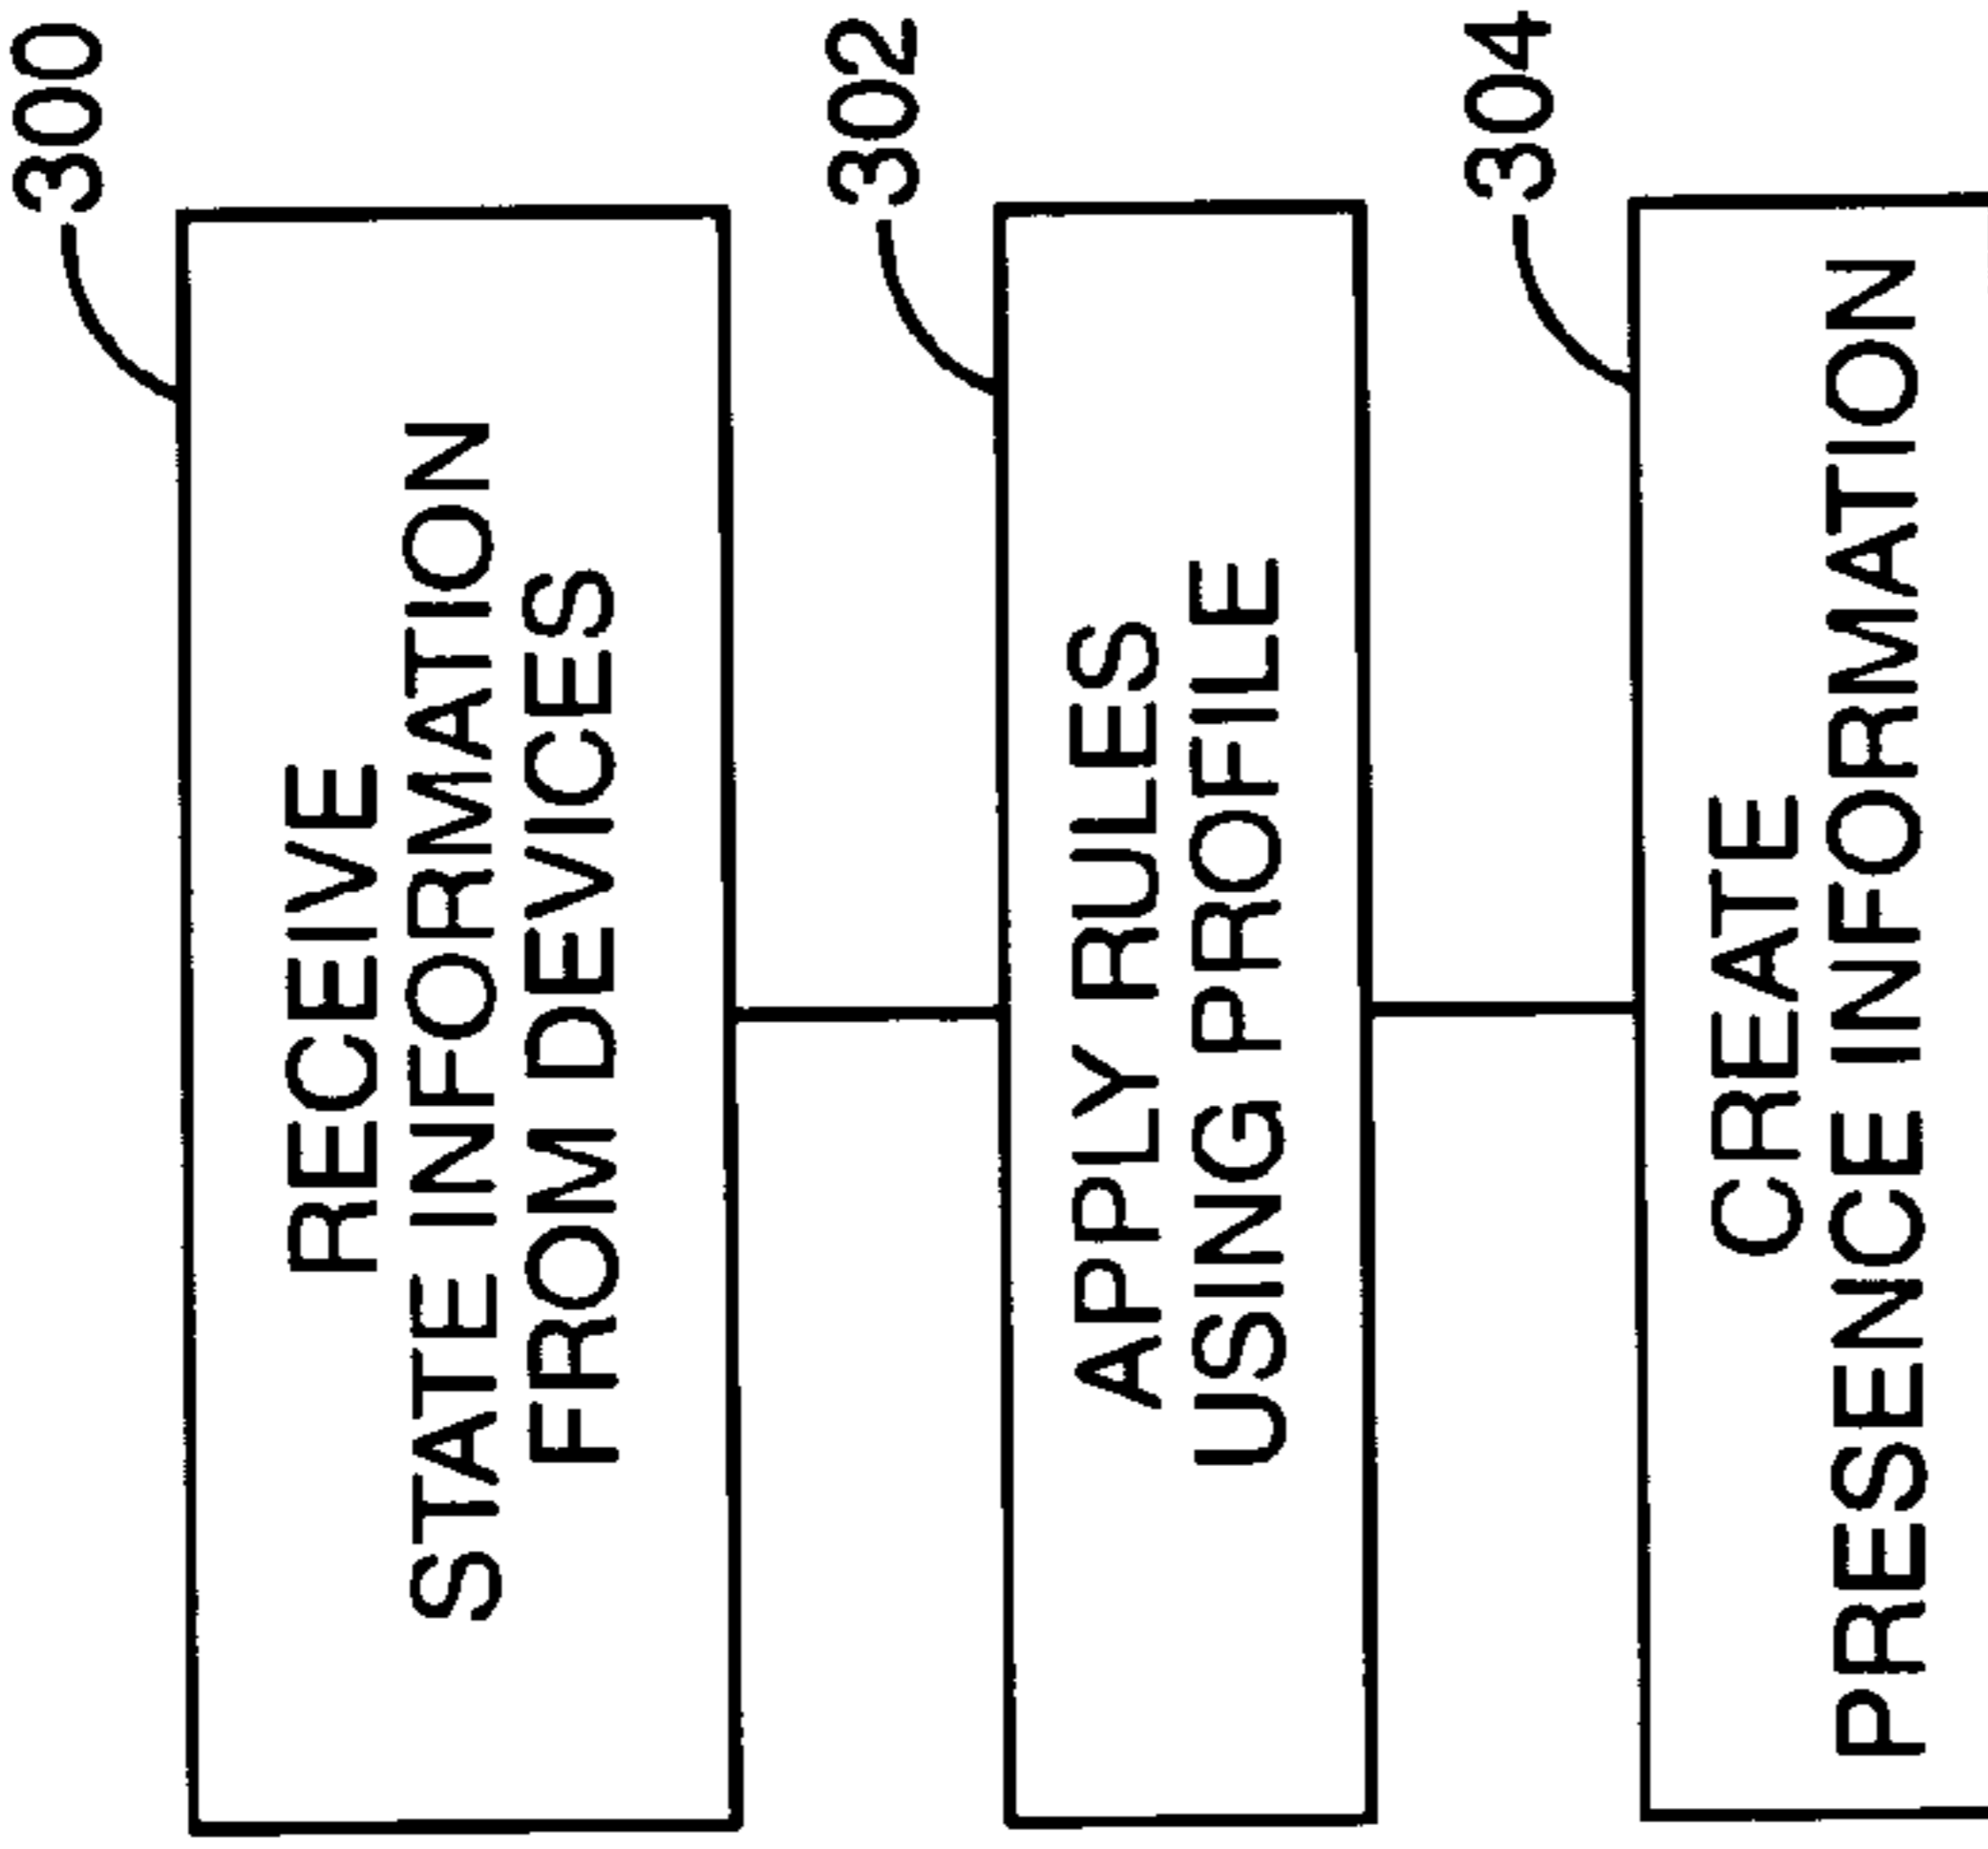 300
RECEIVE
STATE INFORMATION
FROM DEVICES
302
APPLY RULES
USING PROFILE
304
CREATE
PRESENCE INFORMATION